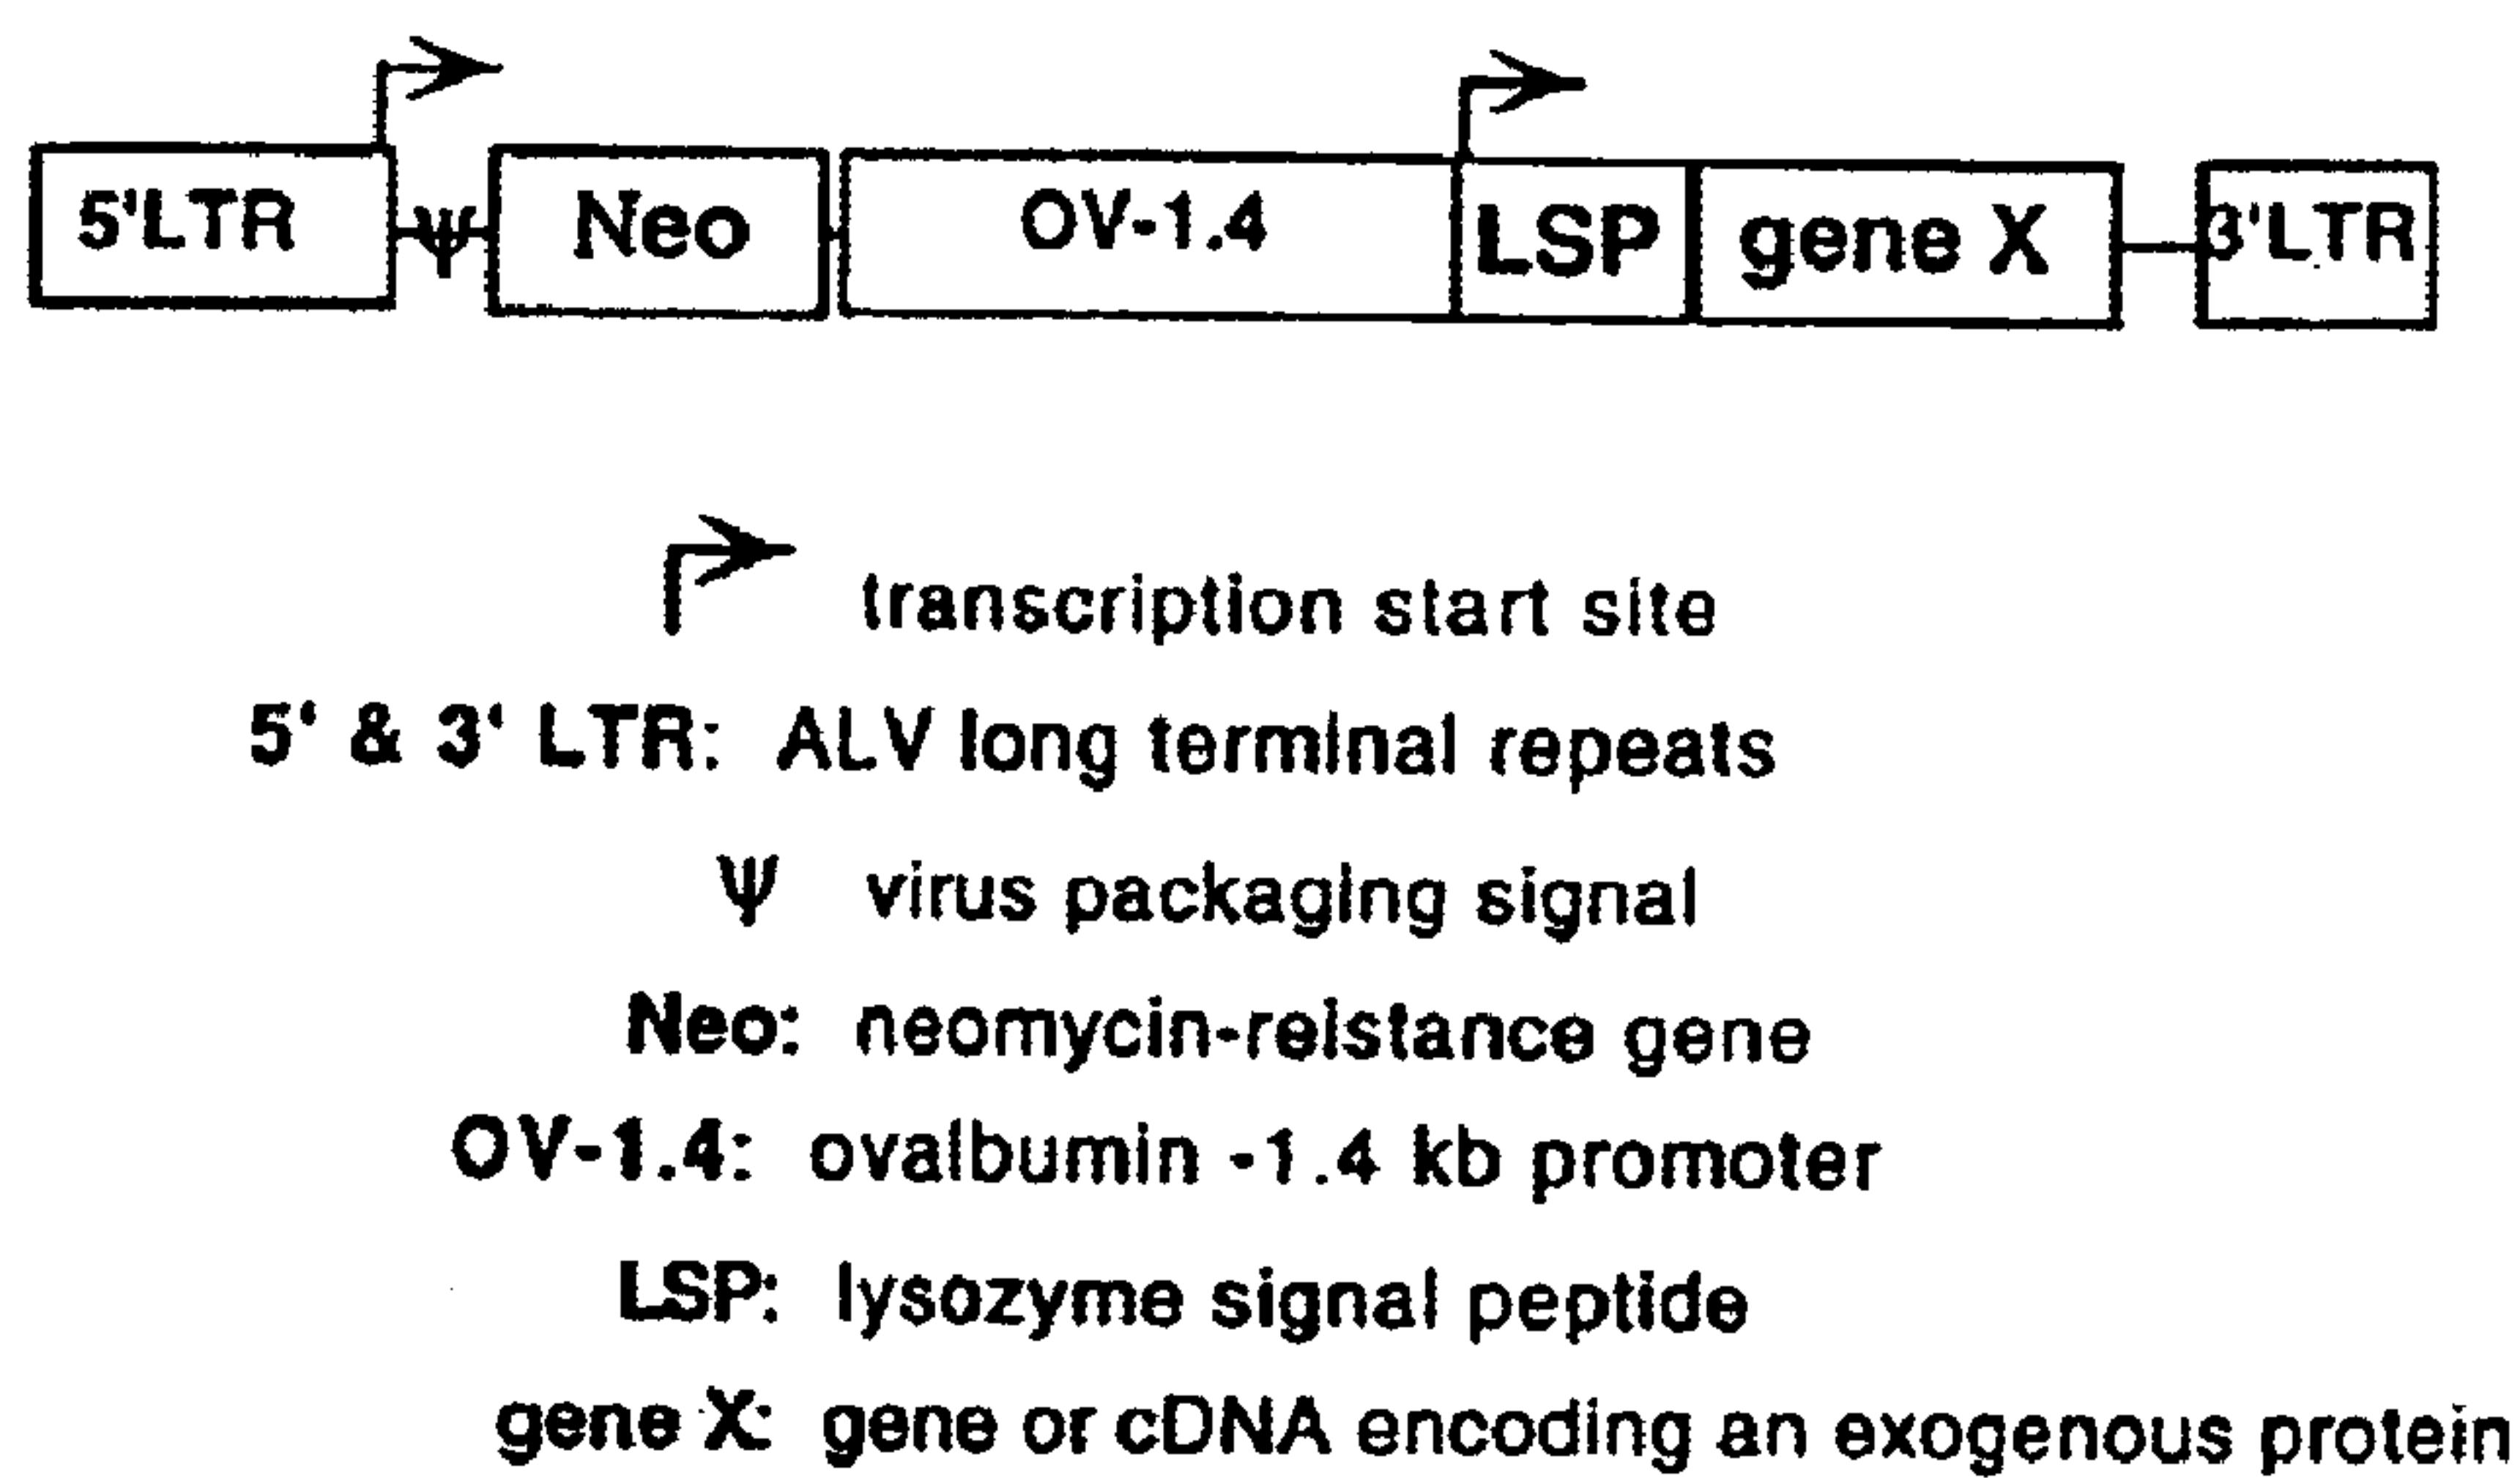 5'LTR ψ Neo OV-1.4 LSP gene X 3'LTR
transcription start site
5' & 3' LTR: ALV long terminal repeats
ψ virus packaging signal
Neo: neomycin-reistance gene
OV-1.4: ovalbumin -1.4 kb promoter
LSP: lysozyme signal peptide
gene X: gene or cDNA encoding an exogenous protein